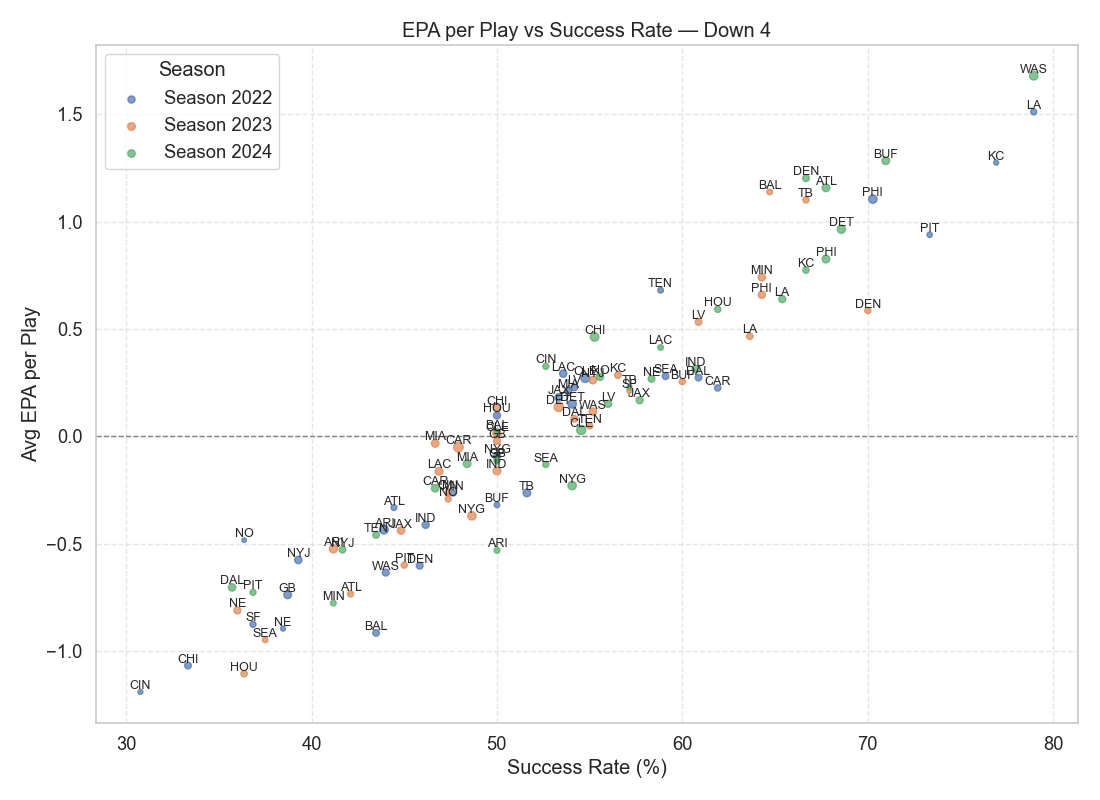 EPA per Play vs Success Rate — Down 4
Season
Season 2022
Season 2023
Season 2024
Avg EPA per Play
1.5
1.0
0.5
0.0
−0.5
−1.0
WAS
LA
KC
BUF
DEN
BAL
ATL
TB
PHI
DET
PIT
PHI
KC
MIN
TEN
PHI
LA
HOU
DEN
LV
CHI
LA
LAC
CIN
LAC
KC
NE
SEA
IND
BUF
BAL
CAR
TB
SF
JAX
LV
WAS
DET
DAL
TEN
CLE
CHI
HOU
MIA
CAR
NYG
IND
LAC
MIA
SEA
CAR
NYG
TB
BUF
ATL
NYG
ARI
JAX
IND
TEN
ARI
NYJ
NO
NYJ
PIT
DEN
WAS
DAL
PIT
GB
ATL
MIN
NE
SF
NE
SEA
BAL
CHI
HOU
CIN
30
40
50
60
70
80
Success Rate (%)